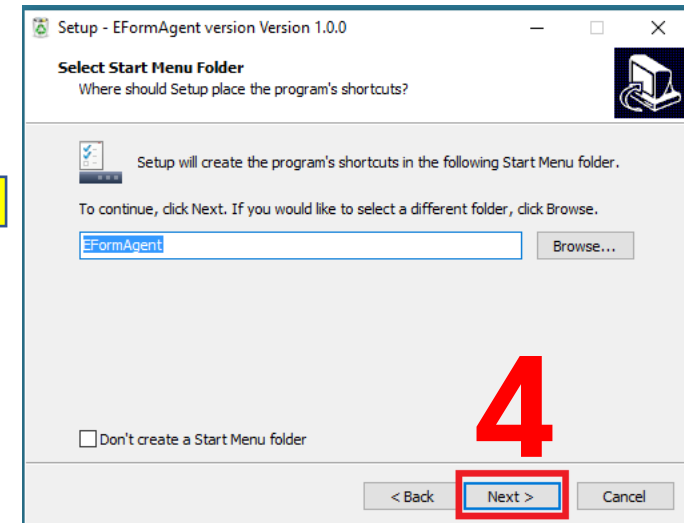 Setup - EFormAgent version Version 1.0.0
Select Start Menu Folder
Where should Setup place the program's shortcuts?
Setup will create the program's shortcuts in the following Start Menu folder.
To continue, click Next. If you would like to select a different folder, click Browse.
EFormAgent
Browse...
4
Don't create a Start Menu folder
< Back
Next >
Cancel